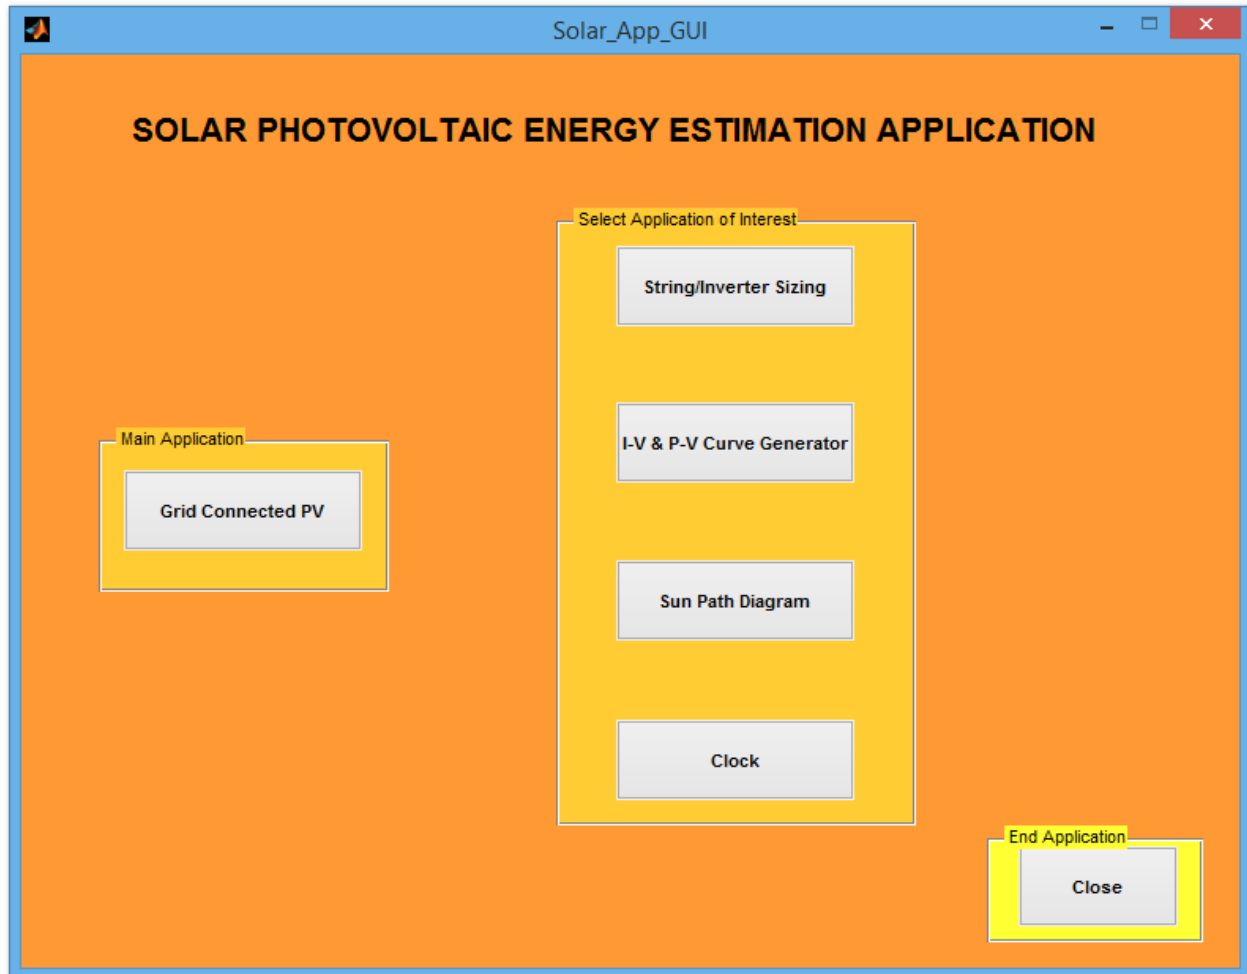 Solar_App_GUI
SOLAR PHOTOVOLTAIC ENERGY ESTIMATION APPLICATION
Select Application of Interest
String/Inverter Sizing
I-V & P-V Curve Generator
Main Application
Grid Connected PV
Sun Path Diagram
Clock
End Application
Close